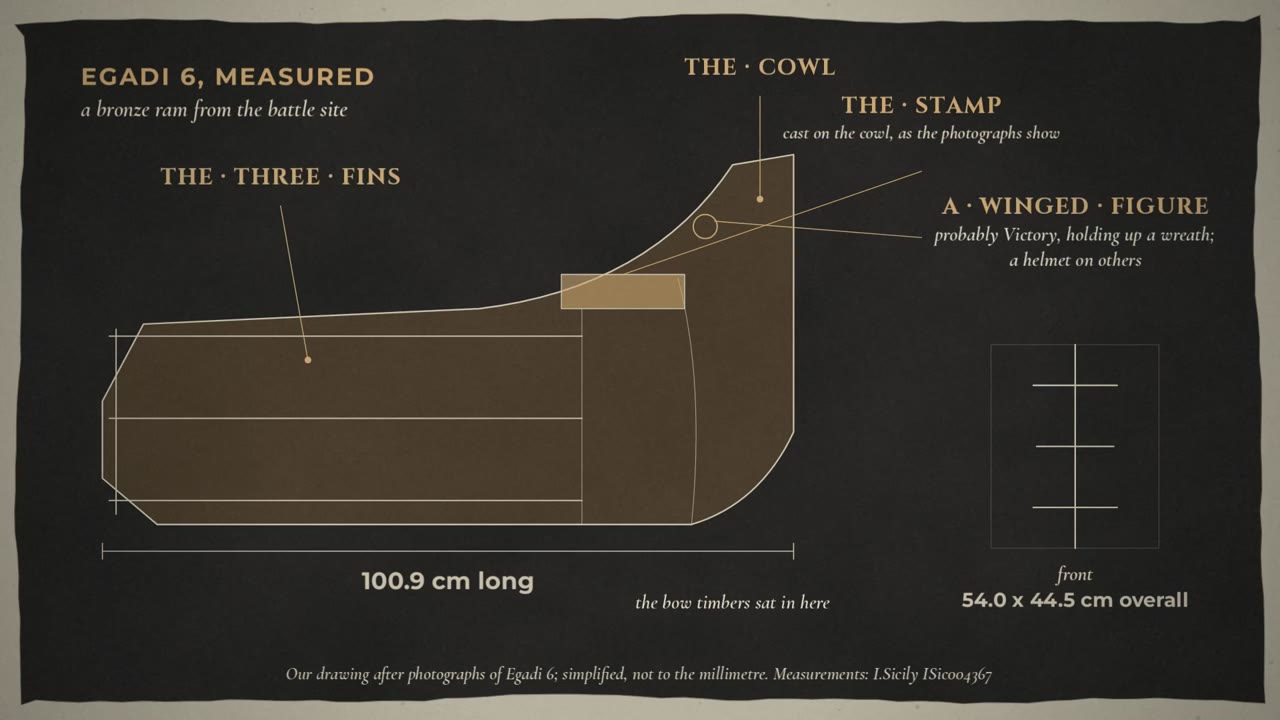 EGADI 6, MEASURED
a bronze ram from the battle site
THE · COWL
THE · STAMP
cast on the cowl, as the photographs show
THE · THREE · FINS
A · WINGED · FIGURE
probably Victory, holding up a wreath;
a helmet on others
100.9 cm long
the bow timbers sat in here
front
54.0 x 44.5 cm overall
Our drawing after photographs of Egadi 6; simplified, not to the millimetre. Measurements: I.Sicily ISic004367